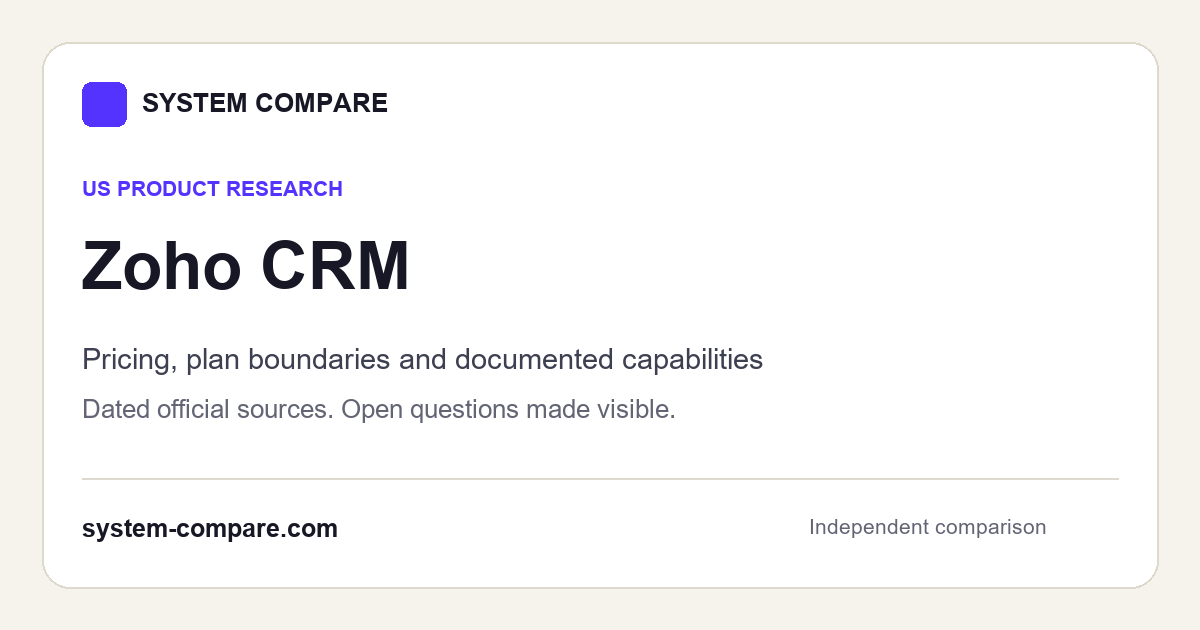 SYSTEM COMPARE
US PRODUCT RESEARCH
Zoho CRM
Pricing, plan boundaries and documented capabilities
Dated official sources. Open questions made visible.
system-compare.com
Independent comparison